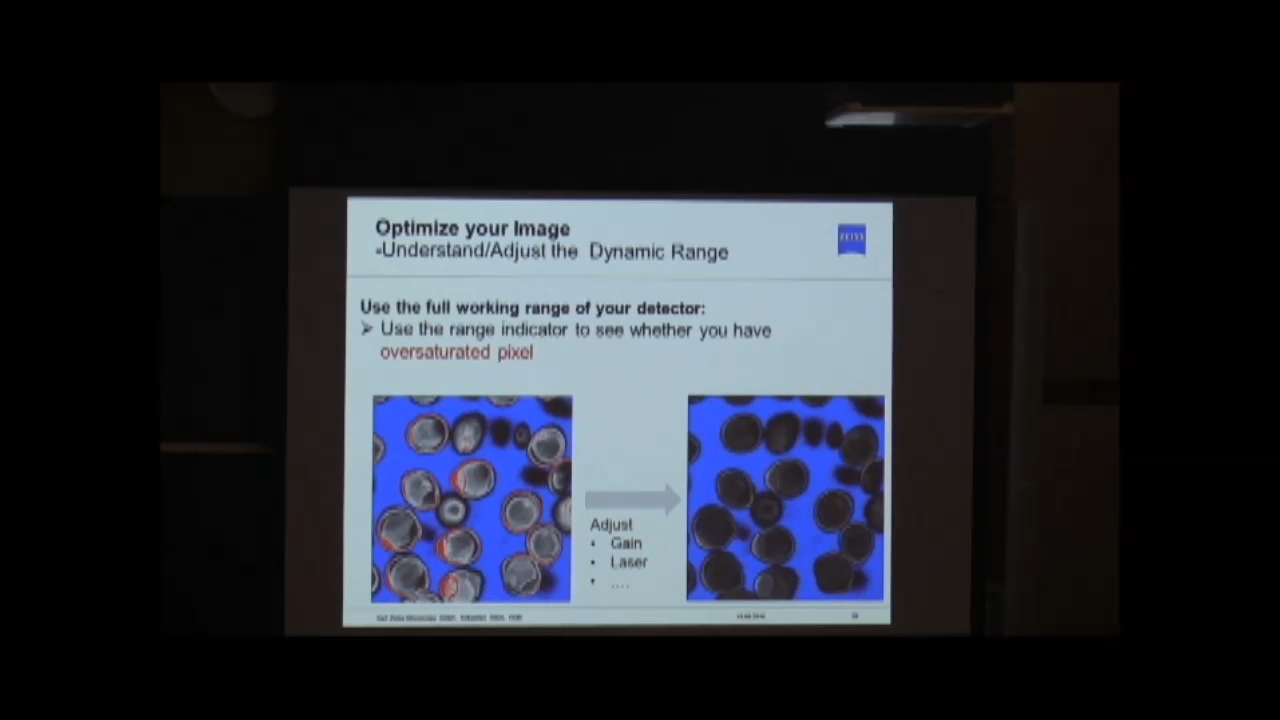 Optimize your Image
-Understand/Adjust the Dynamic Range
ZEISS
Use the full working range of your detector:
➢ Use the range indicator to see whether you have
oversaturated pixel
Adjust
• Gain
• Laser
• ....